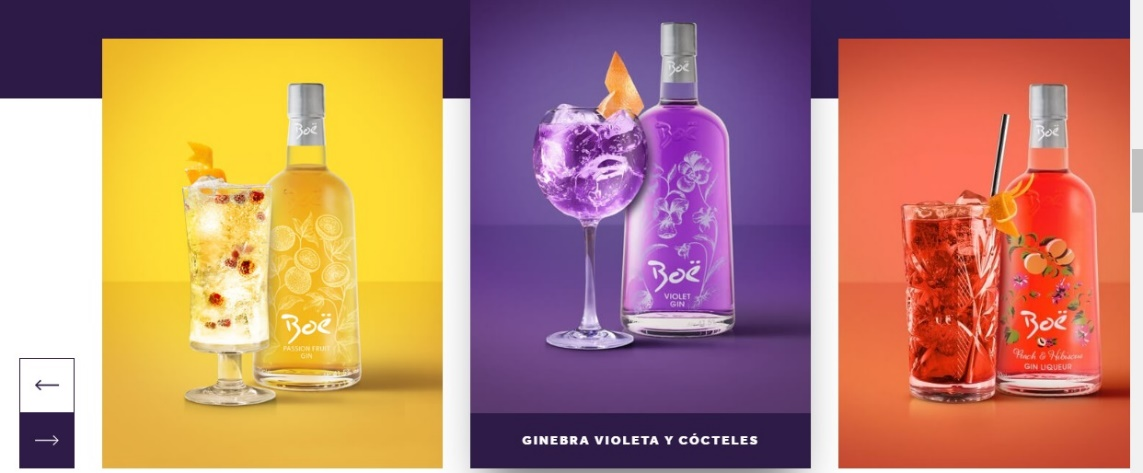 Boë
Boë
PASSION FRUIT
GIN
Boë
Boë
VIOLET
GIN
GINEBRA VIOLETA Y CÓCTELES
Boë
Boë
Peach & Hibiscus
GIN LIQUEUR